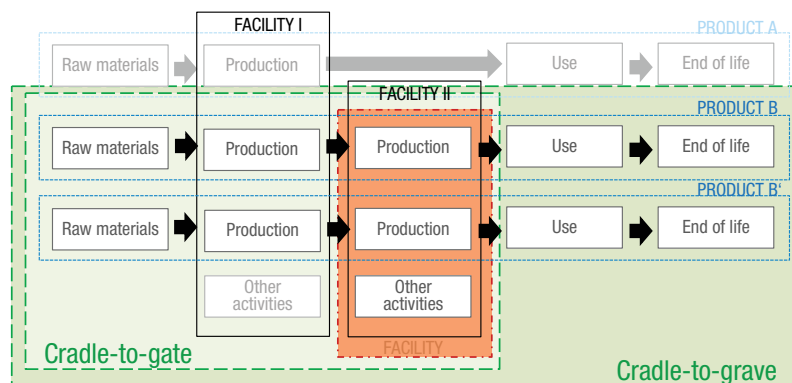 FACILITY I
PRODUCT A
Raw materials
Production
Use
End of life
FACILITY II
PRODUCT B
Raw materials
Production
Production
Use
End of life
PRODUCT B'
Raw materials
Production
Production
Use
End of life
Other
activities
Other
activities
Cradle-to-gate
FACILITY
Cradle-to-grave